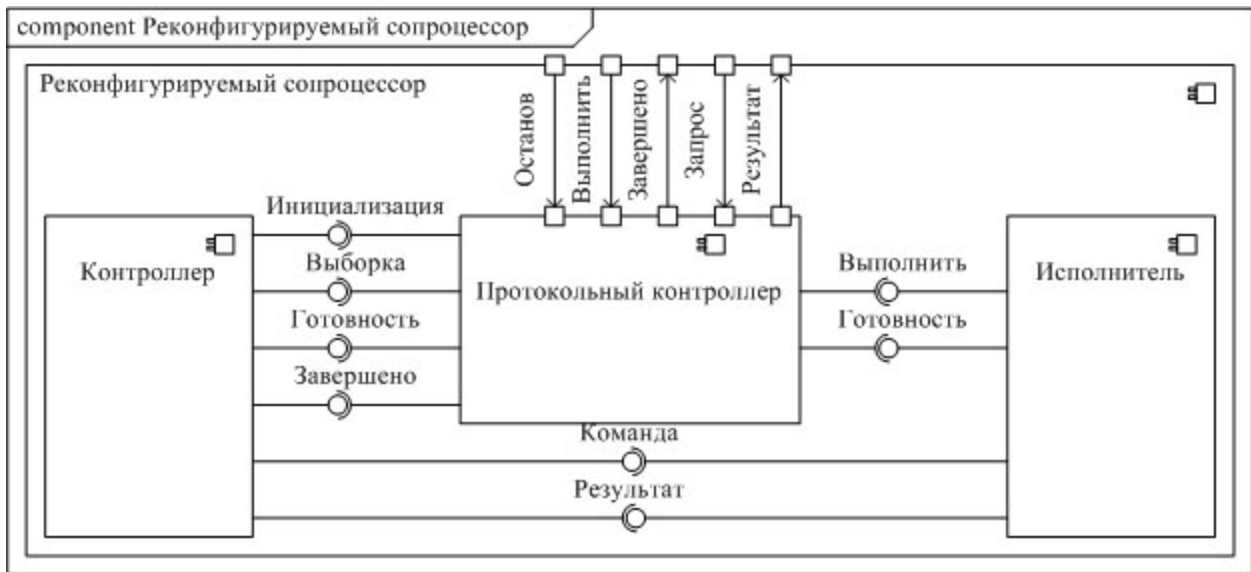 component Реконфигурируемый сопроцессор
Реконфигурируемый сопроцессор
Останов
Выполнить
Завершено
Запрос
Результат
Контроллер
Инициализация
Выборка
Готовность
Завершено
Протокольный контроллер
Выполнить
Готовность
Исполнитель
Команда
Результат